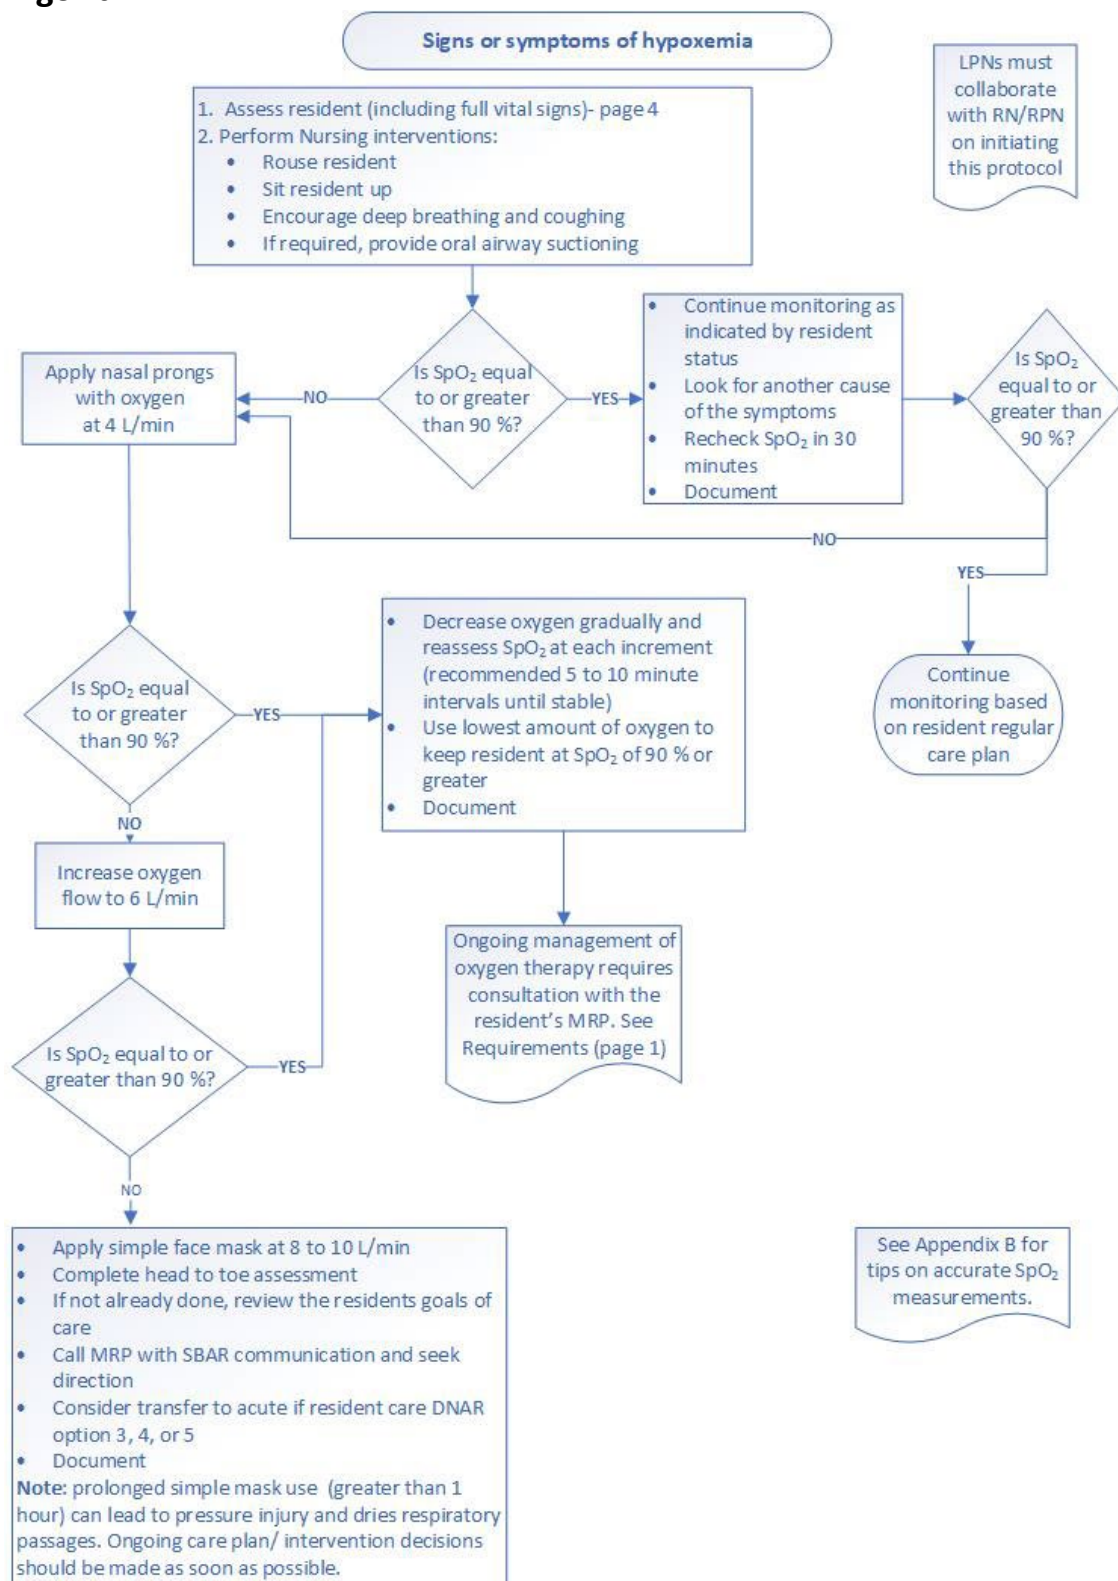 Signs or symptoms of hypoxemia
LPNs must
collaborate
with RN/RPN
on initiating
this protocol
1. Assess resident (including full vital signs)- page 4
2. Perform Nursing interventions:
• Rouse resident
• Sit resident up
• Encourage deep breathing and coughing
• If required, provide oral airway suctioning
Apply nasal prongs
with oxygen
at 4 L/min
NO
Is SpO₂ equal
to or greater
than 90 %?
YES
• Continue monitoring as
indicated by resident
status
• Look for another cause
of the symptoms
• Recheck SpO₂ in 30
minutes
• Document
Is SpO₂
equal to or
greater than
90 %?
NO
YES
Continue
monitoring based
on resident regular
care plan
Is SpO₂ equal
to or greater
than 90 %?
YES
• Decrease oxygen gradually and
reassess SpO₂ at each increment
(recommended 5 to 10 minute
intervals until stable)
• Use lowest amount of oxygen to
keep resident at SpO₂ of 90 % or
greater
• Document
NO
Increase oxygen
flow to 6 L/min
Ongoing management of
oxygen therapy requires
consultation with the
resident's MRP. See
Requirements (page 1)
Is SpO₂ equal to or
greater than 90 %?
YES
NO
• Apply simple face mask at 8 to 10 L/min
• Complete head to toe assessment
• If not already done, review the residents goals of
care
• Call MRP with SBAR communication and seek
direction
• Consider transfer to acute if resident care DNAR
option 3, 4, or 5
• Document
Note: prolonged simple mask use (greater than 1
hour) can lead to pressure injury and dries respiratory
passages. Ongoing care plan/ intervention decisions
should be made as soon as possible.
See Appendix B for
tips on accurate SpO₂
measurements.